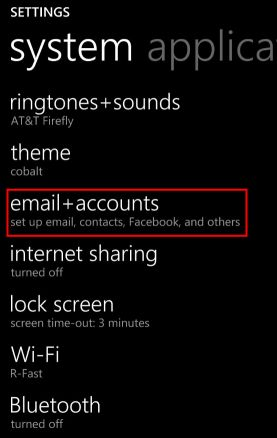 SETTINGS
system applica
ringtones+sounds
AT&T Firefly
theme
cobalt
email+accounts
set up email, contacts, Facebook, and others
internet sharing
turned off
lock screen
screen time-out: 3 minutes
Wi-Fi
R-Fast
Bluetooth
turned off